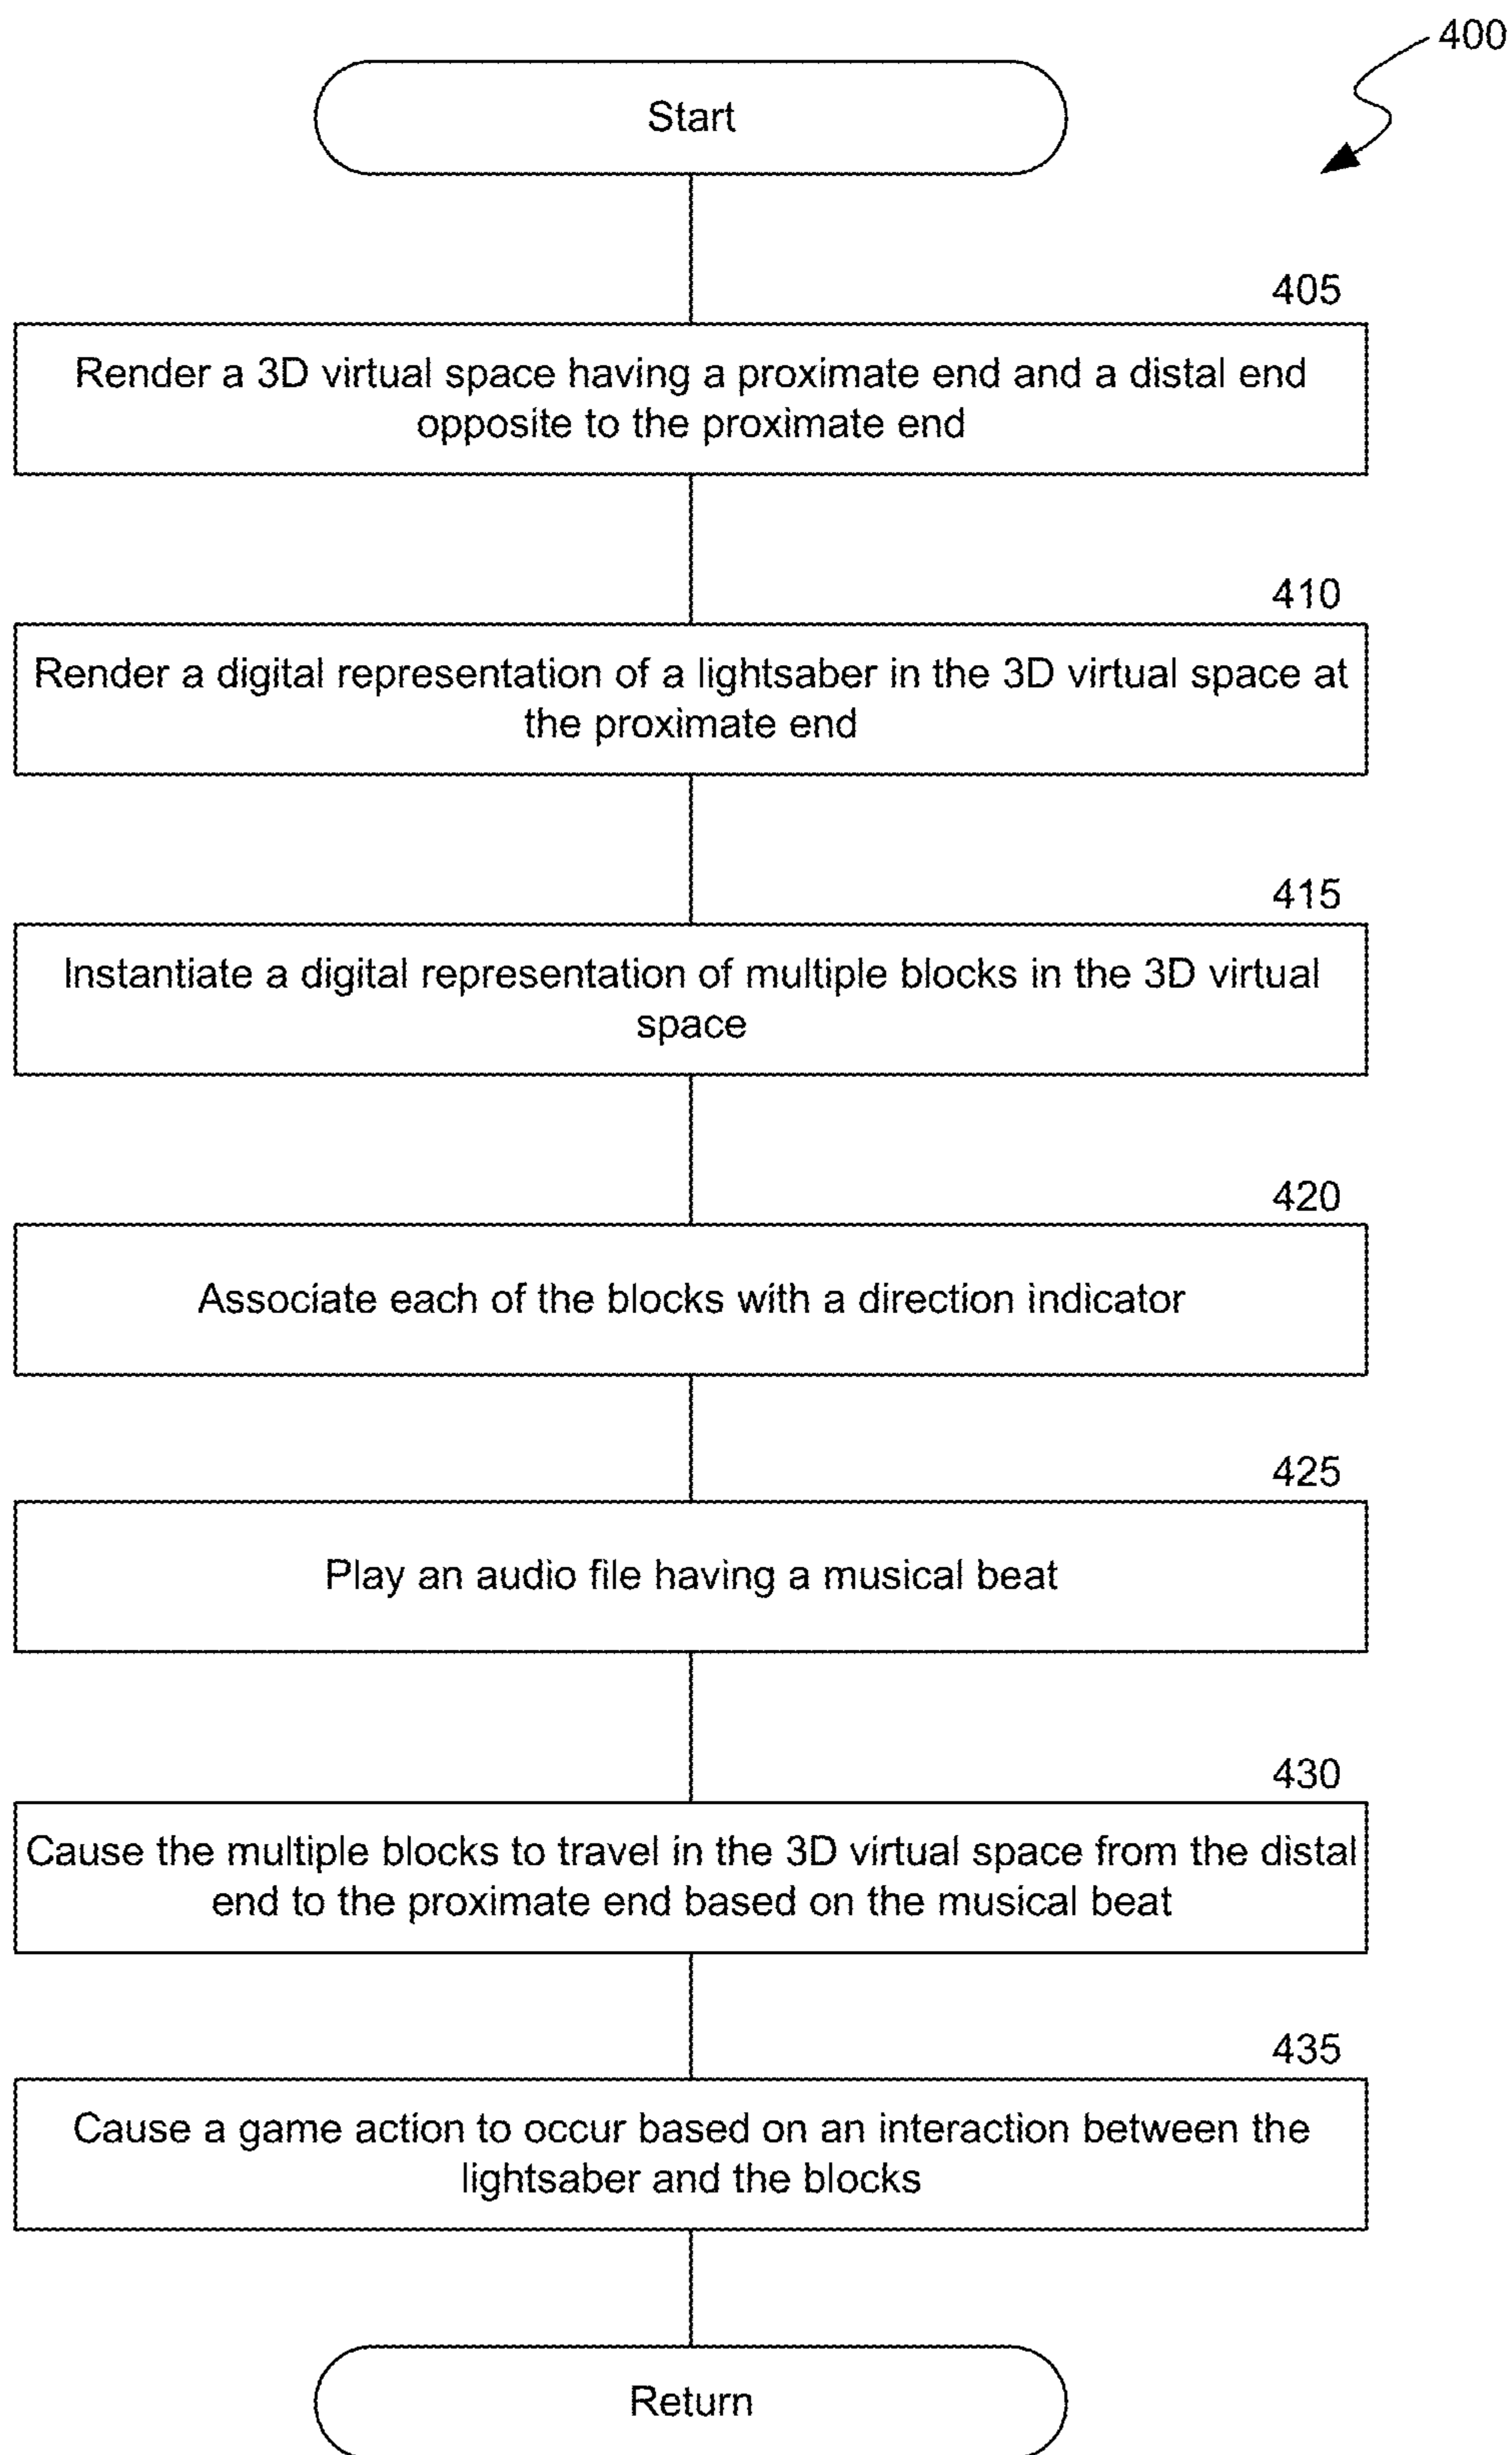 400
Start
405
Render a 3D virtual space having a proximate end and a distal end
opposite to the proximate end
410
Render a digital representation of a lightsaber in the 3D virtual space at
the proximate end
415
Instantiate a digital representation of multiple blocks in the 3D virtual
space
420
Associate each of the blocks with a direction indicator
425
Play an audio file having a musical beat
430
Cause the multiple blocks to travel in the 3D virtual space from the distal
end to the proximate end based on the musical beat
435
Cause a game action to occur based on an interaction between the
lightsaber and the blocks
Return